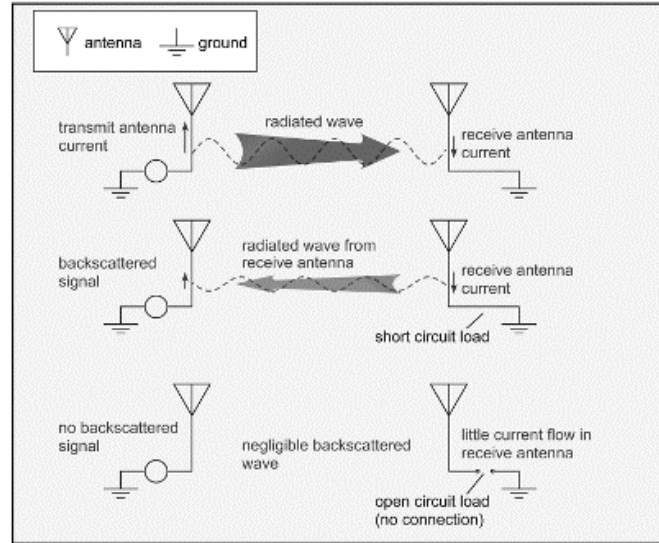 antenna
ground
radiated wave
transmit antenna
current
receive antenna
current
radiated wave from
receive antenna
backscattered
signal
receive antenna
current
short circuit load
no backscattered
signal
negligible backscattered
wave
little current flow in
receive antenna
open circuit load
(no connection)